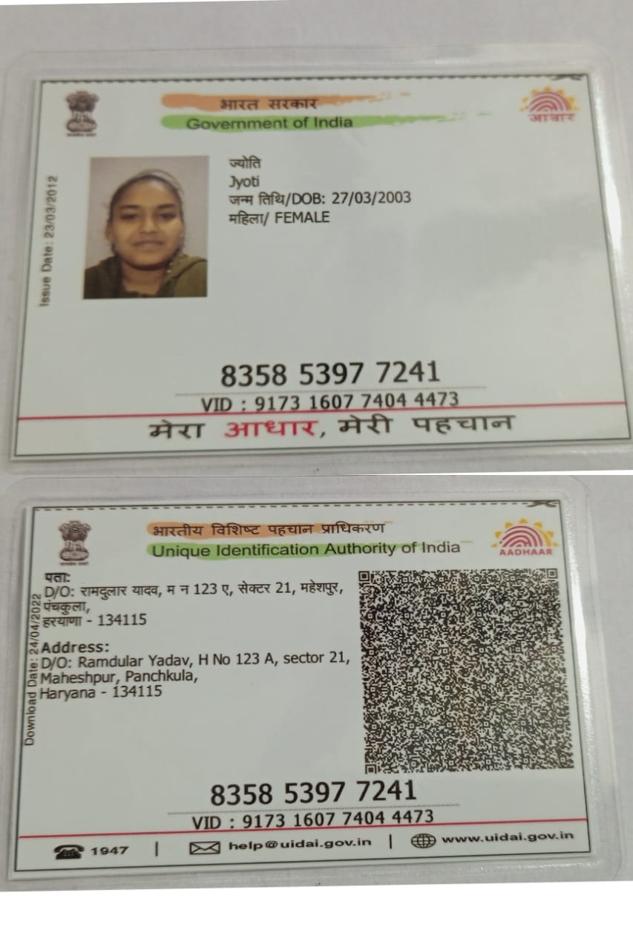 भारत सरकार
Government of India
आधार
Issue Date: 23/03/2012
ज्योति
Jyoti
जन्म तिथि/DOB: 27/03/2003
महिला/ FEMALE
8358 5397 7241
VID : 9173 1607 7404 4473
मेरा आधार, मेरी पहचान
भारतीय विशिष्ट पहचान प्राधिकरण
Unique Identification Authority of India
AADHAAR
Download Date: 24/04/2022
पता:
D/O: रामदुलार यादव, म न 123 ए, सेक्टर 21, महेशपुर,
पंचकुला,
हरियाणा - 134115
Address:
D/O: Ramdular Yadav, H No 123 A, sector 21,
Maheshpur, Panchkula,
Haryana - 134115
8358 5397 7241
VID : 9173 1607 7404 4473
1947 | help@uidai.gov.in | www.uidai.gov.in